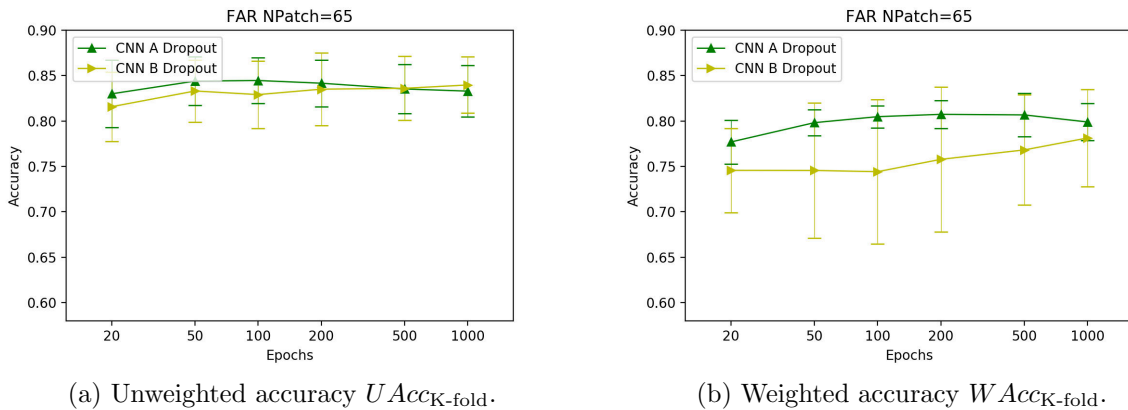 FAR NPatch=65
0.90
0.85
0.80
0.75
0.70
0.65
0.60
Accuracy
CNN A Dropout
CNN B Dropout
20 50 100 200 500 1000
Epochs
(a) Unweighted accuracy UAcc_K-fold.
FAR NPatch=65
0.90
0.85
0.80
0.75
0.70
0.65
0.60
Accuracy
CNN A Dropout
CNN B Dropout
20 50 100 200 500 1000
Epochs
(b) Weighted accuracy WAcc_K-fold.